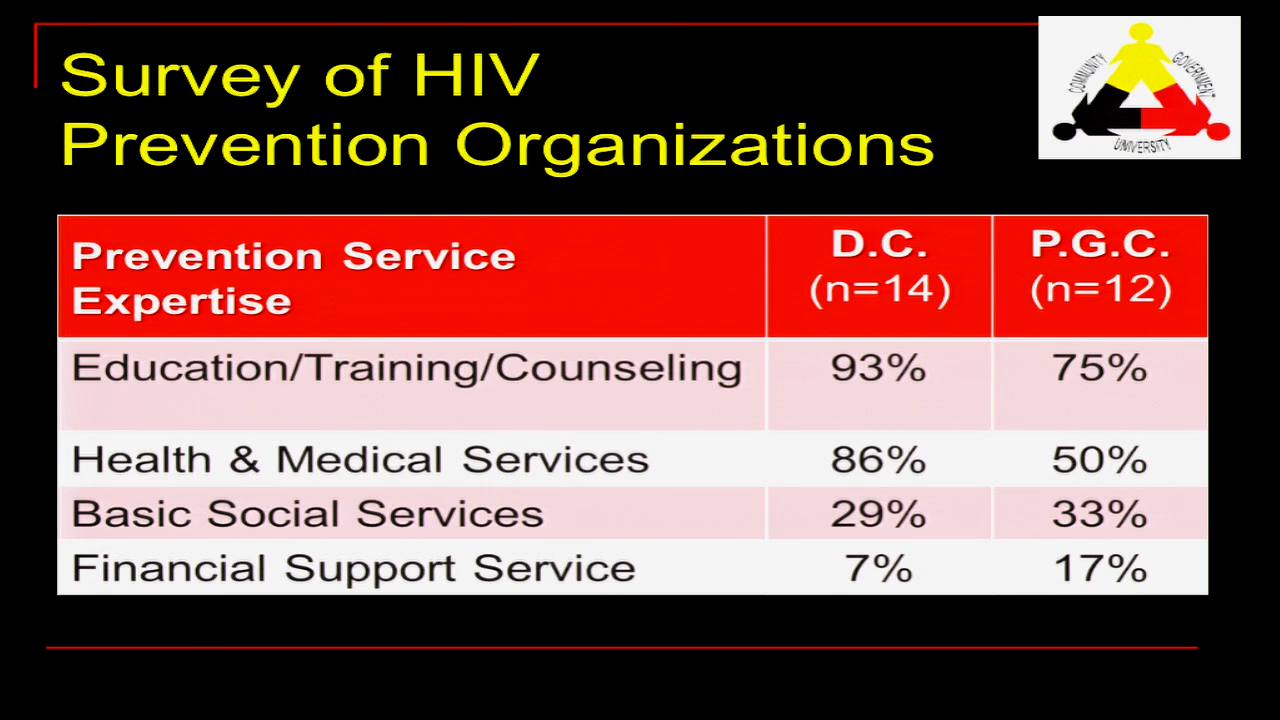 Survey of HIV
Prevention Organizations
COMMUNITY
GOVERNMENT
UNIVERSITY
Prevention Service
Expertise
D.C.
(n=14)
P.G.C.
(n=12)
Education/Training/Counseling 93% 75%
Health & Medical Services 86% 50%
Basic Social Services 29% 33%
Financial Support Service 7% 17%